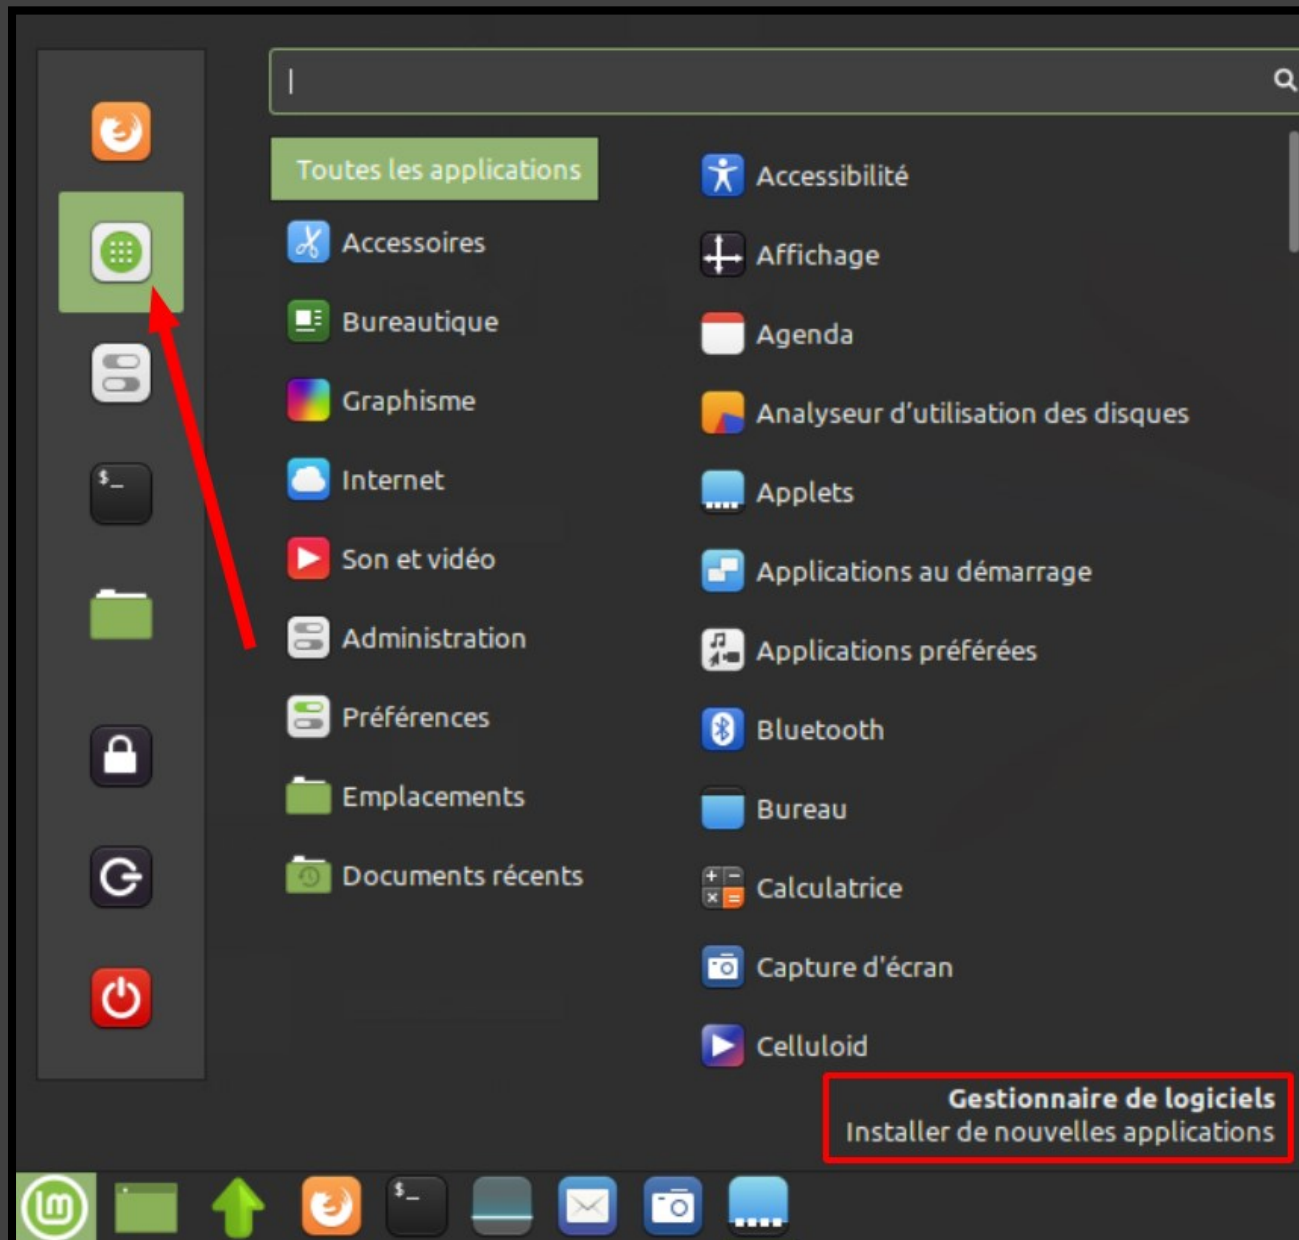 Toutes les applications
Accessoires
Bureautique
Graphisme
Internet
Son et vidéo
Administration
Préférences
Emplacements
Documents récents
Accessibilité
Affichage
Agenda
Analyseur d’utilisation des disques
Applets
Applications au démarrage
Applications préférées
Bluetooth
Bureau
Calculatrice
Capture d'écran
Celluloid
Gestionnaire de logiciels
Installer de nouvelles applications
$_
$_